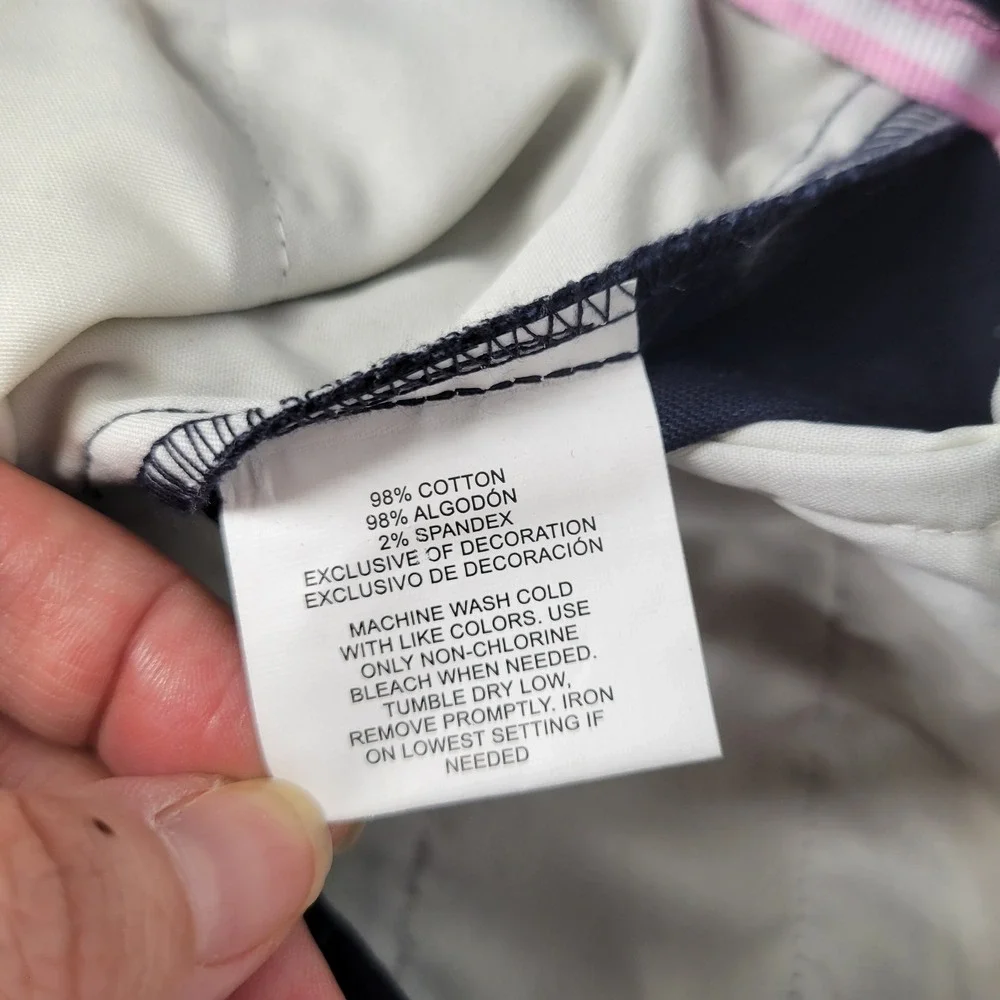 98% COTTON
98% ALGODÓN
2% SPANDEX
EXCLUSIVE OF DECORATION
EXCLUSIVO DE DECORACIÓN
MACHINE WASH COLD
WITH LIKE COLORS. USE
ONLY NON-CHLORINE
BLEACH WHEN NEEDED.
TUMBLE DRY LOW,
REMOVE PROMPTLY. IRON
ON LOWEST SETTING IF
NEEDED